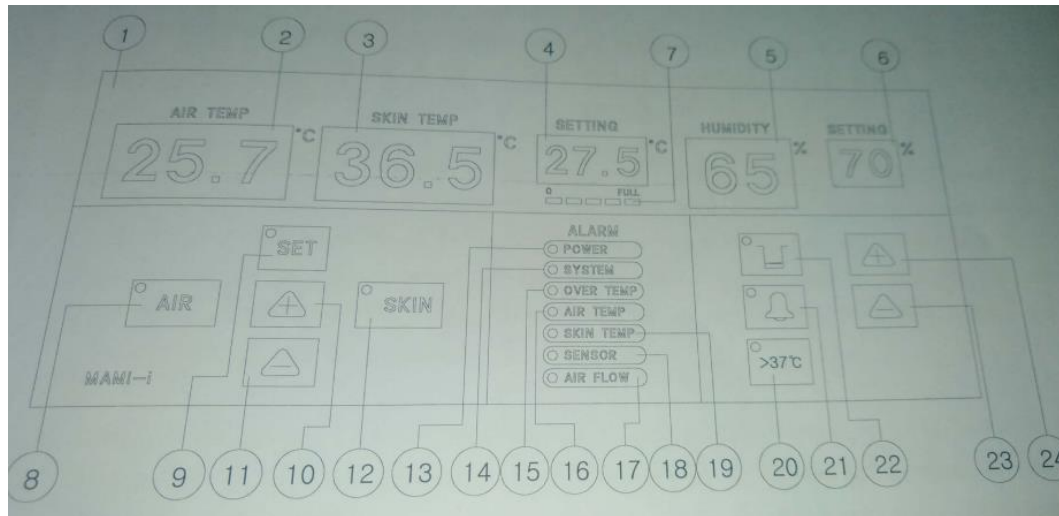 1 2 3 4 7 5 6
AIR TEMP SKIN TEMP SETTING HUMIDITY SETTING
25.7 °C 36.5 °C 27.5 °C 65 % 70 %
0 FULL
SET ALARM
POWER
SYSTEM
AIR SKIN OVER TEMP
AIR TEMP
SKIN TEMP
SENSOR >37℃
MAMI-i AIR FLOW
8 9 11 10 12 13 14 15 16 17 18 19 20 21 22 23 24